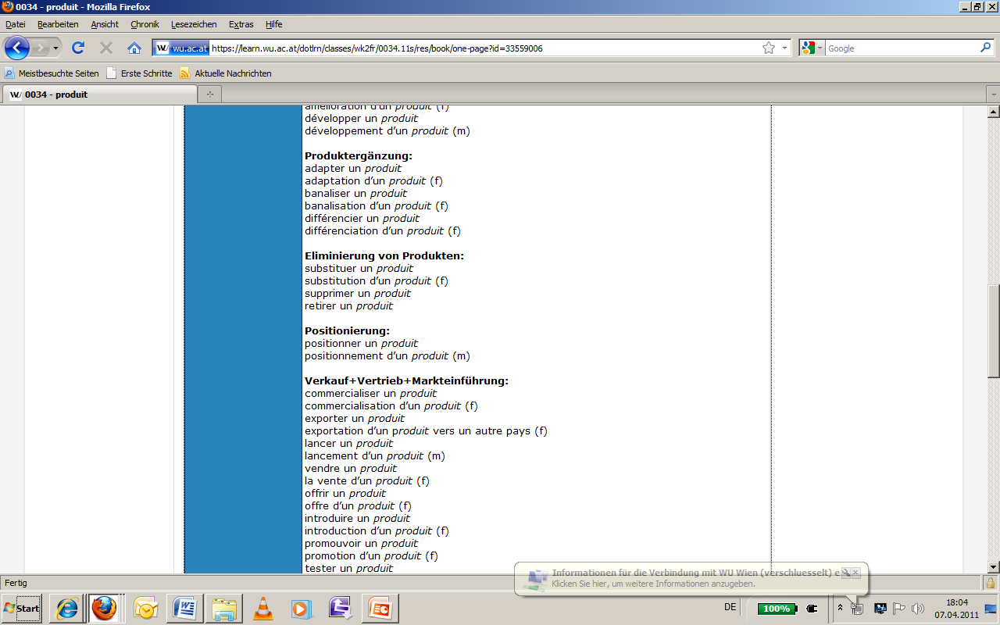 0034 - produit - Mozilla Firefox
Datei Bearbeiten Ansicht Chronik Lesezeichen Extras Hilfe
W wu.ac.at https://learn.wu.ac.at/dotlrn/classes/wk2fr/0034.11s/res/book/one-page?id=33559006 Google
Meistbesuchte Seiten Erste Schritte Aktuelle Nachrichten
W 0034 - produit
amélioration d’un produit (f)
développer un produit
développement d’un produit (m)
Produktergänzung:
adapter un produit
adaptation d’un produit (f)
banaliser un produit
banalisation d’un produit (f)
différencier un produit
différenciation d’un produit (f)
Eliminierung von Produkten:
substituer un produit
substitution d’un produit (f)
supprimer un produit
retirer un produit
Positionierung:
positionner un produit
positionnement d’un produit (m)
Verkauf+Vertrieb+Markteinführung:
commercialiser un produit
commercialisation d’un produit (f)
exporter un produit
exportation d’un produit vers un autre pays (f)
lancer un produit
lancement d’un produit (m)
vendre un produit
la vente d’un produit (f)
offrir un produit
offre d’un produit (f)
introduire un produit
introduction d’un produit (f)
promouvoir un produit
promotion d’un produit (f)
tester un produit
Informationen für die Verbindung mit WU Wien (verschluesselt) e
Klicken Sie hier, um weitere Informationen anzugeben.
Fertig
Start DE 100% 18:04
07.04.2011